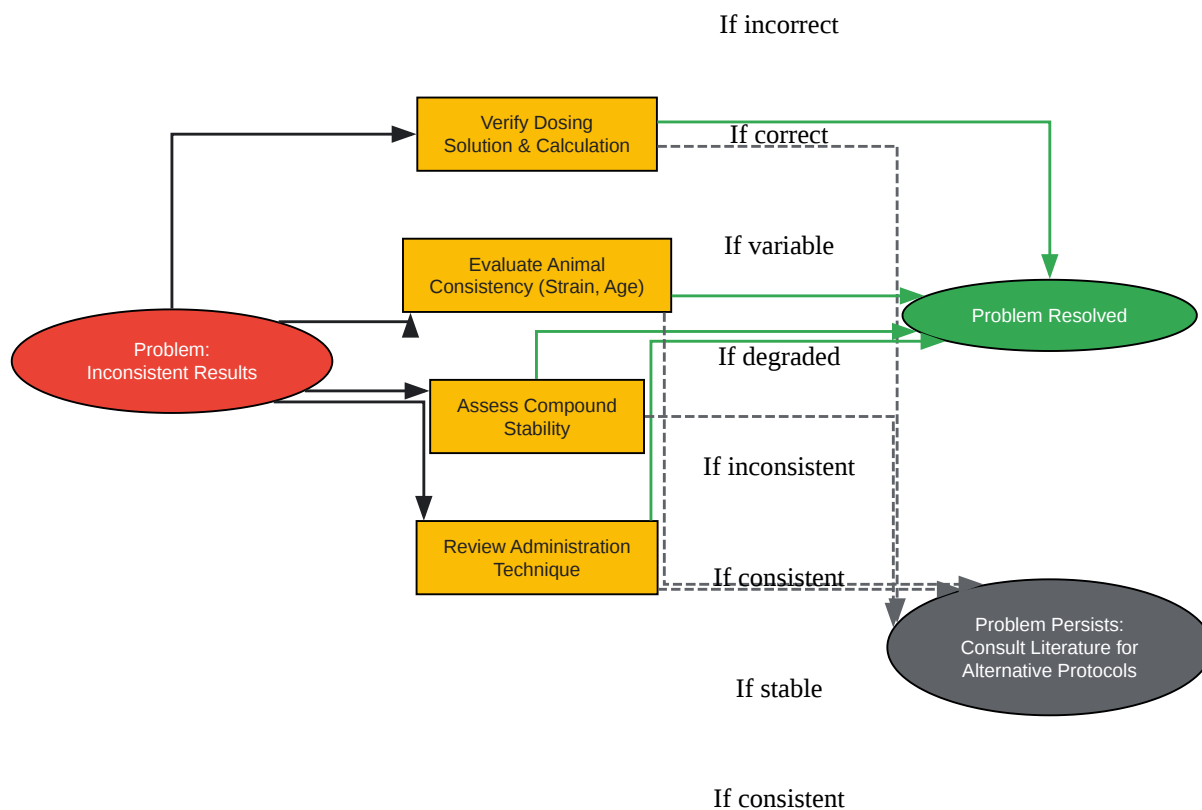 If incorrect
Verify Dosing
Solution & Calculation
If correct
If variable
Evaluate Animal
Consistency (Strain, Age)
Problem Resolved
Problem:
Inconsistent Results
If degraded
Assess Compound
Stability
If inconsistent
Review Administration
Technique
If consistent
Problem Persists:
Consult Literature for
Alternative Protocols
If stable
If consistent